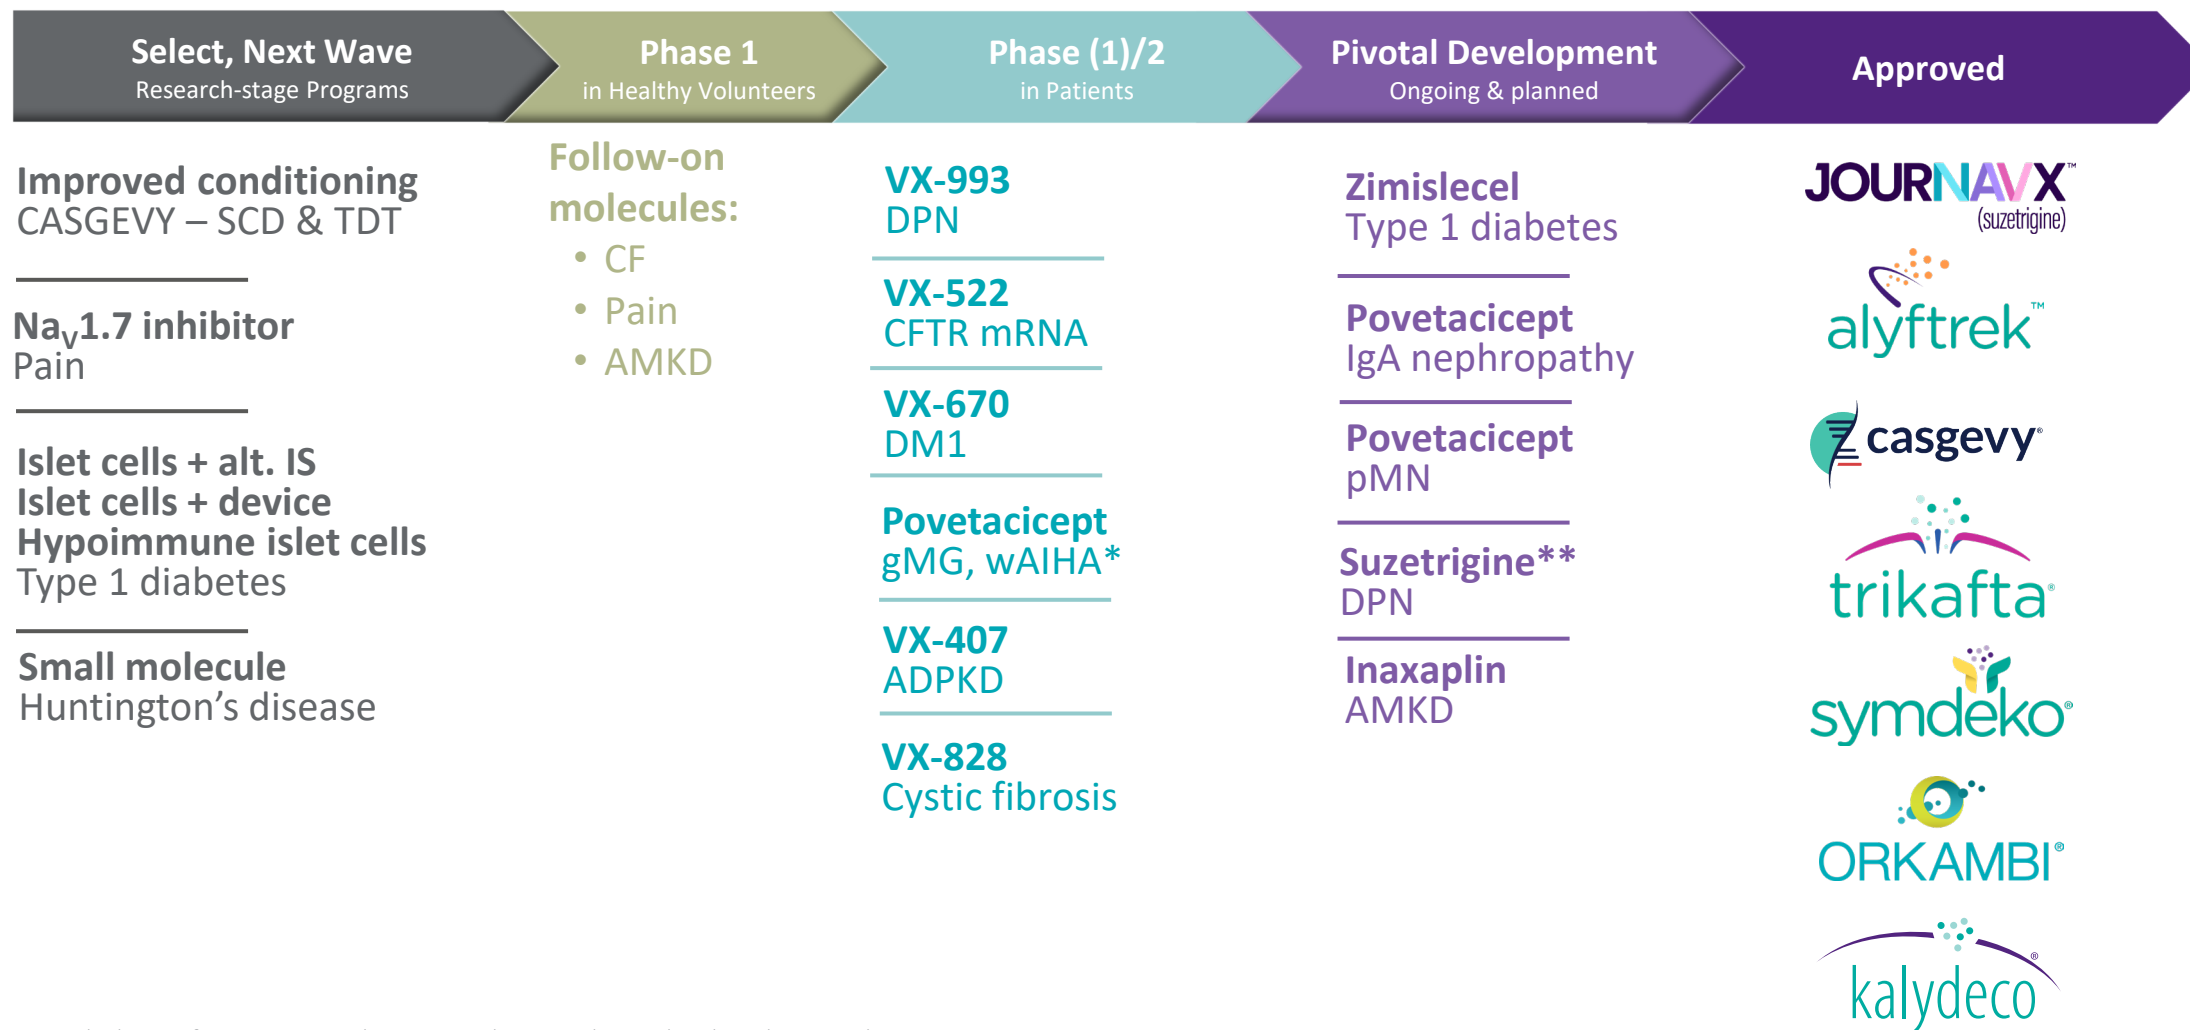 Select, Next Wave
Research-stage Programs
Phase 1
in Healthy Volunteers
Phase (1)/2
in Patients
Pivotal Development
Ongoing & planned
Approved
Improved conditioning
CASGEVY – SCD & TDT
NaV1.7 inhibitor
Pain
Islet cells + alt. IS
Islet cells + device
Hypoimmune islet cells
Type 1 diabetes
Small molecule
Huntington's disease
Follow-on
molecules:
• CF
• Pain
• AMKD
VX-993
DPN
VX-522
CFTR mRNA
VX-670
DM1
Povetacicept
gMG, wAIHA*
VX-407
ADPKD
VX-828
Cystic fibrosis
Zimislecel
Type 1 diabetes
Povetacicept
IgA nephropathy
Povetacicept
pMN
Suzetrigine**
DPN
Inaxaplin
AMKD
JOURNAVX™
(suzetrigine)
alyftrek™
casgevy®
trikafta®
symdeko®
ORKAMBI®
kalydeco®